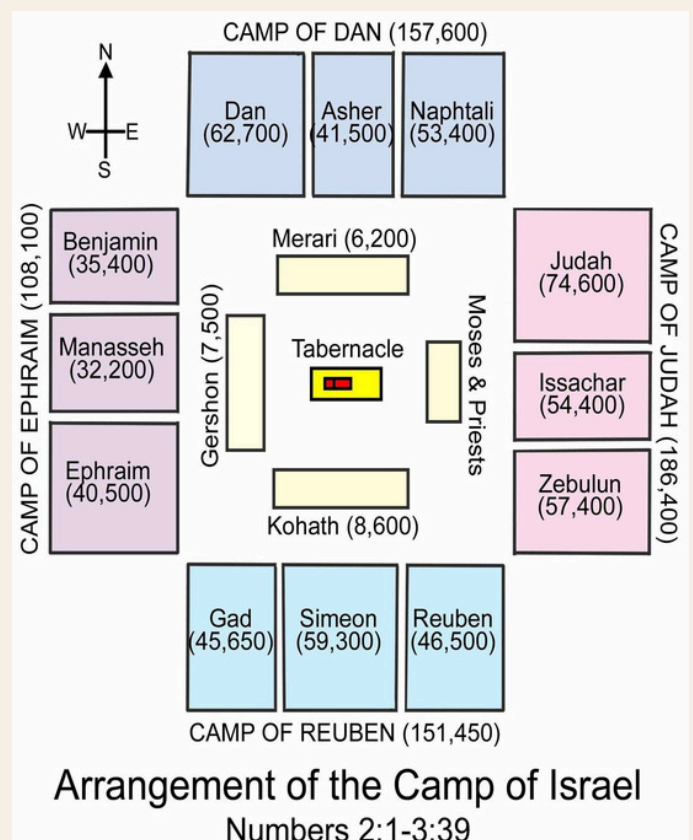 CAMP OF DAN (157,600)
N
W E
S
Dan
(62,700)
Asher
(41,500)
Naphtali
(53,400)
CAMP OF EPHRAIM (108,100)
Benjamin
(35,400)
Manasseh
(32,200)
Ephraim
(40,500)
Merari (6,200)
Gershon (7,500)
Tabernacle
Moses & Priests
Kohath (8,600)
Judah
(74,600)
Issachar
(54,400)
Zebulun
(57,400)
CAMP OF JUDAH (186,400)
Gad
(45,650)
Simeon
(59,300)
Reuben
(46,500)
CAMP OF REUBEN (151,450)
Arrangement of the Camp of Israel
Numbers 2:1-3:39